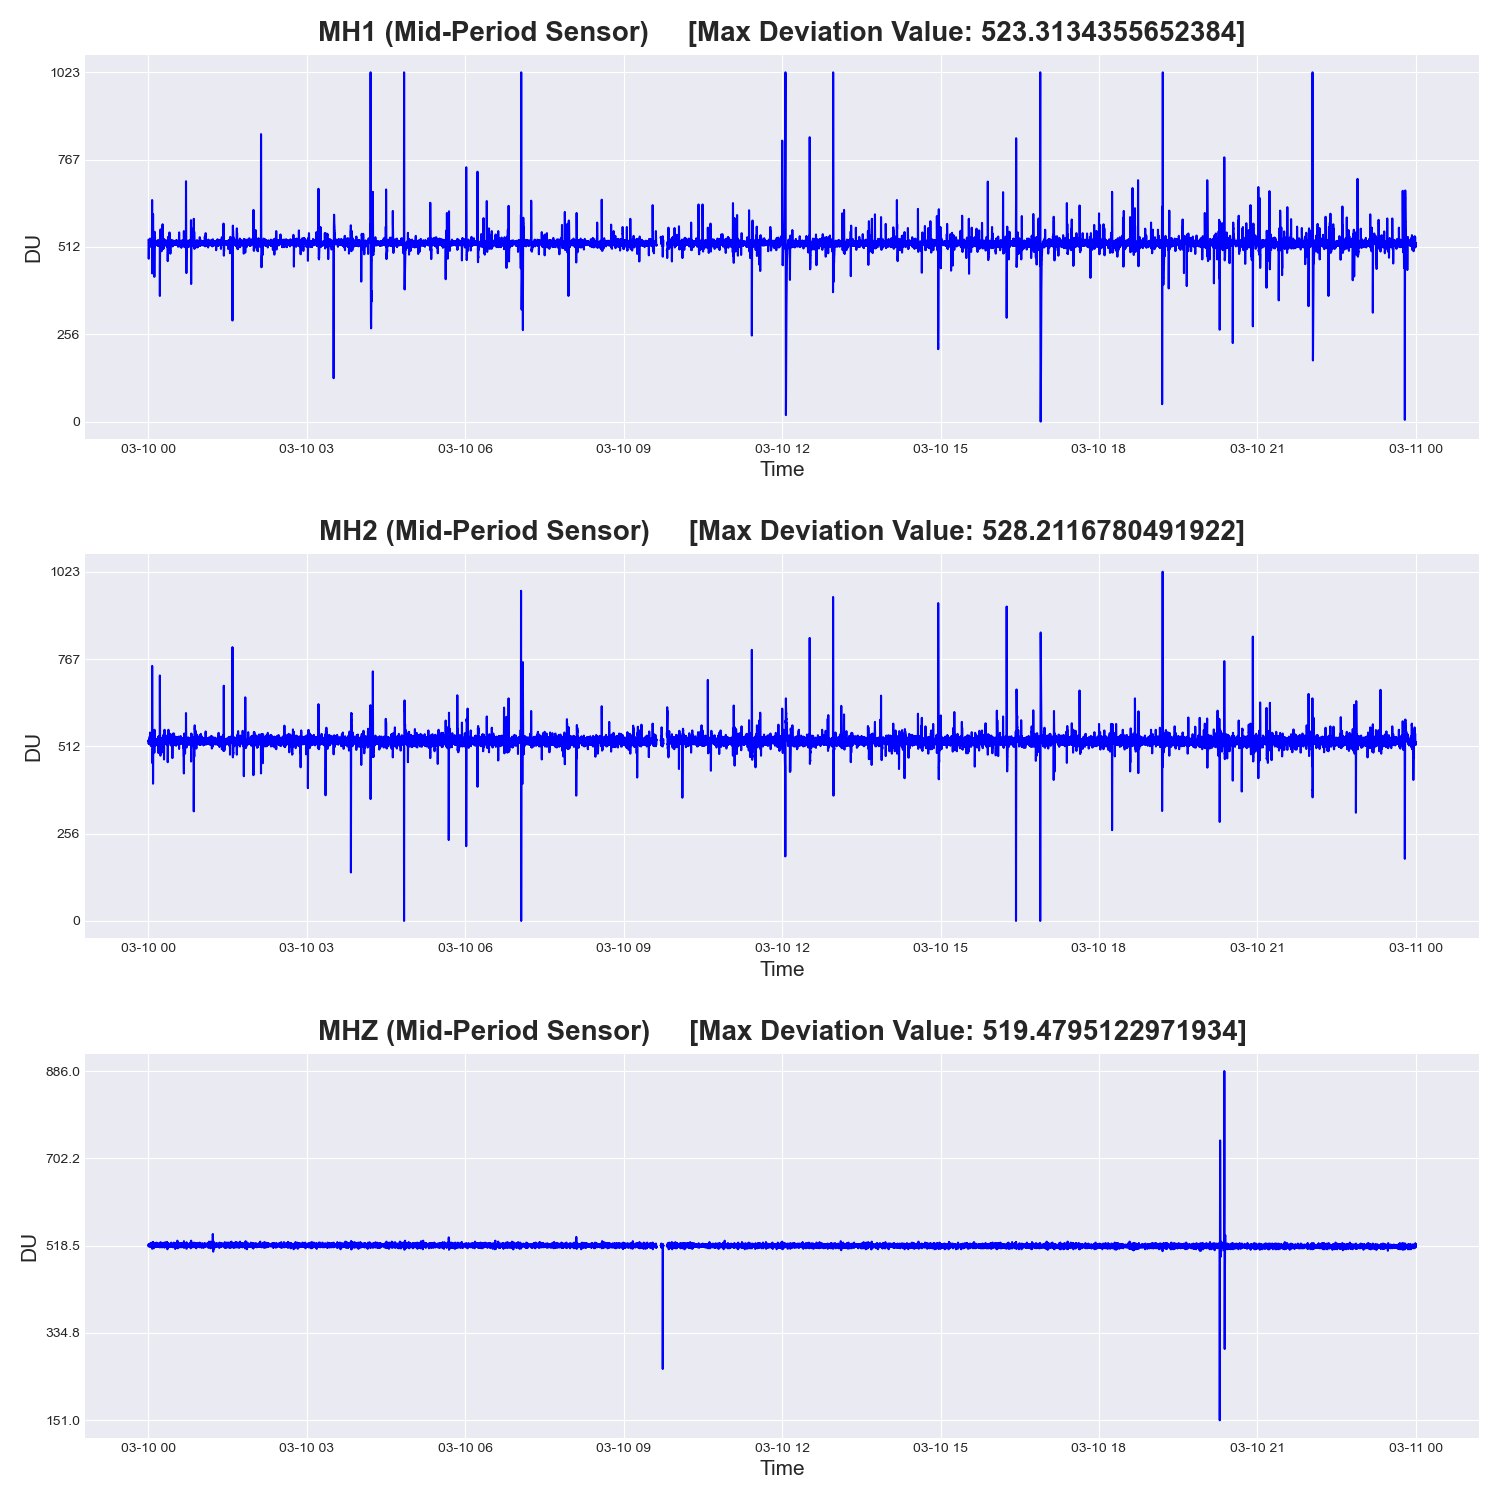 MH1 (Mid-Period Sensor) [Max Deviation Value: 523.3134355652384]
1023
767
512
256
0
DU
03-10 00 03-10 03 03-10 06 03-10 09 03-10 12 03-10 15 03-10 18 03-10 21 03-11 00
Time
MH2 (Mid-Period Sensor) [Max Deviation Value: 528.2116780491922]
1023
767
512
256
0
DU
03-10 00 03-10 03 03-10 06 03-10 09 03-10 12 03-10 15 03-10 18 03-10 21 03-11 00
Time
MHZ (Mid-Period Sensor) [Max Deviation Value: 519.4795122971934]
886.0
702.2
518.5
334.8
151.0
DU
03-10 00 03-10 03 03-10 06 03-10 09 03-10 12 03-10 15 03-10 18 03-10 21 03-11 00
Time